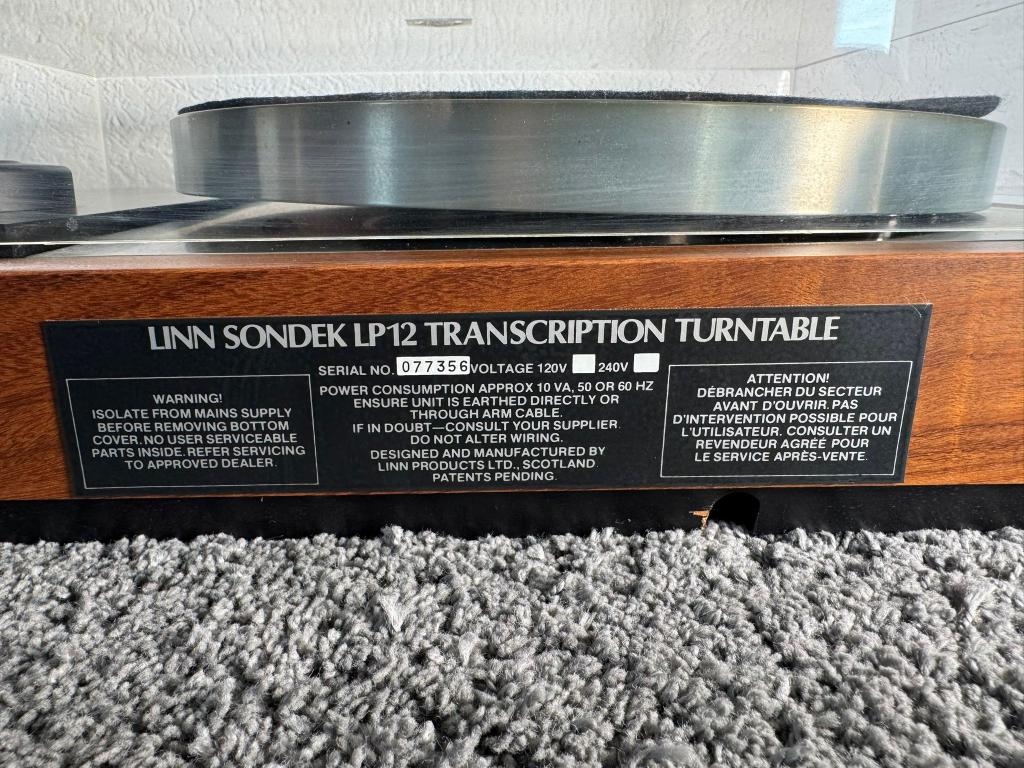 LINN SONDEK LP12 TRANSCRIPTION TURNTABLE
SERIAL NO. 077356 VOLTAGE 120V 240V
POWER CONSUMPTION APPROX 10 VA, 50 OR 60 HZ
ENSURE UNIT IS EARTHED DIRECTLY OR
THROUGH ARM CABLE.
IF IN DOUBT—CONSULT YOUR SUPPLIER.
DO NOT ALTER WIRING.
DESIGNED AND MANUFACTURED BY
LINN PRODUCTS LTD., SCOTLAND.
PATENTS PENDING.
WARNING!
ISOLATE FROM MAINS SUPPLY
BEFORE REMOVING BOTTOM
COVER. NO USER SERVICEABLE
PARTS INSIDE. REFER SERVICING
TO APPROVED DEALER.
ATTENTION!
DÉBRANCHER DU SECTEUR
AVANT D'OUVRIR. PAS
D'INTERVENTION POSSIBLE POUR
L'UTILISATEUR. CONSULTER UN
REVENDEUR AGRÉÉ POUR
LE SERVICE APRÈS-VENTE.